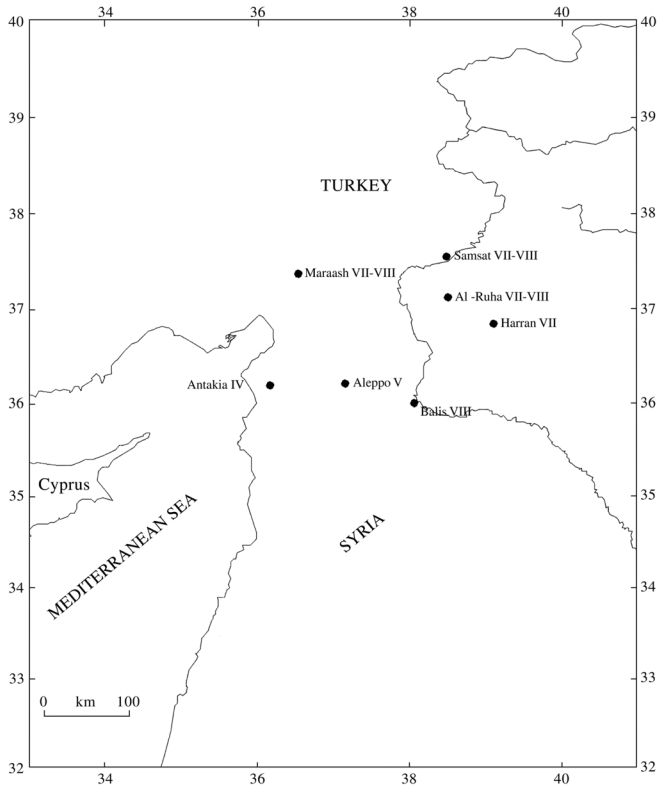 34 36 38 40
40 40
39 39
TURKEY
38 38
Samsat VII-VIII
Maraash VII-VIII
Al -Ruha VII-VIII
37 37
Harran VII
Antakia IV
Aleppo V
36 36
Balis VIII
Cyprus
35 35
MEDITERRANEAN SEA
SYRIA
34 34
33 33
0 km 100
32 32
34 36 38 40